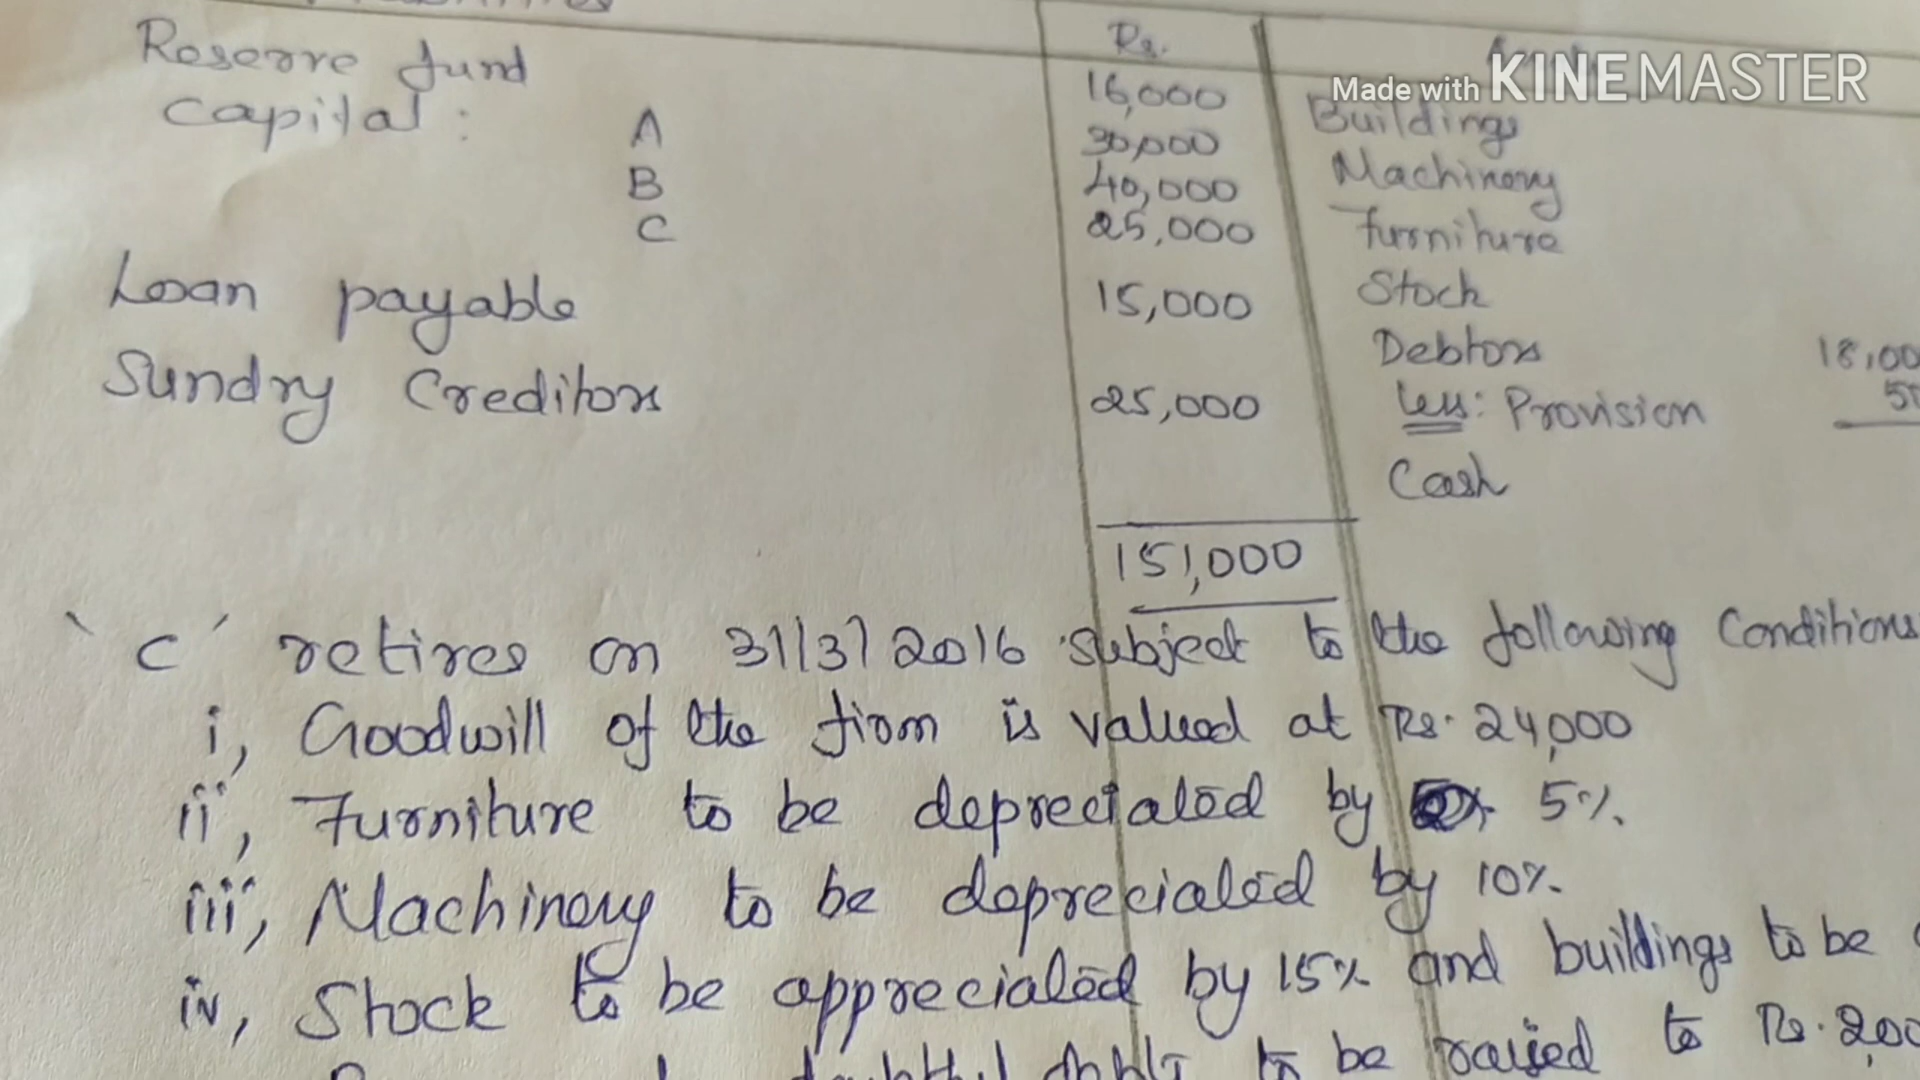 Rs.
Made with KINEMASTER
Reserve fund 16,000 Buildings
Capital : A 30,000 Machinery
B 40,000 Furniture
C 25,000 Stock
Loan payable 15,000 Debtors 18,00
Sundry Creditors 25,000 Less: Provision
Cash
151,000
'C' retires on 31/3/2016 subject to the following Conditions
i, Goodwill of the firm is valued at Rs. 24,000
ii, Furniture to be depreciated by 5%.
iii, Machinery to be depreciated by 10%.
iv, Stock to be appreciated by 15% and buildings to be
doubtful debts to be raised to Rs. 200